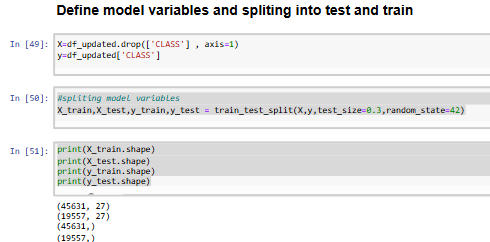 Define model variables and spliting into test and train
In [49]: X=df_updated.drop(['CLASS'] , axis=1)
y=df_updated['CLASS']
In [50]: #spliting model variables
X_train,X_test,y_train,y_test = train_test_split(X,y,test_size=0.3,random_state=42)
In [51]: print(X_train.shape)
print(X_test.shape)
print(y_train.shape)
print(y_test.shape)
(45631, 27)
(19557, 27)
(45631,)
(19557,)